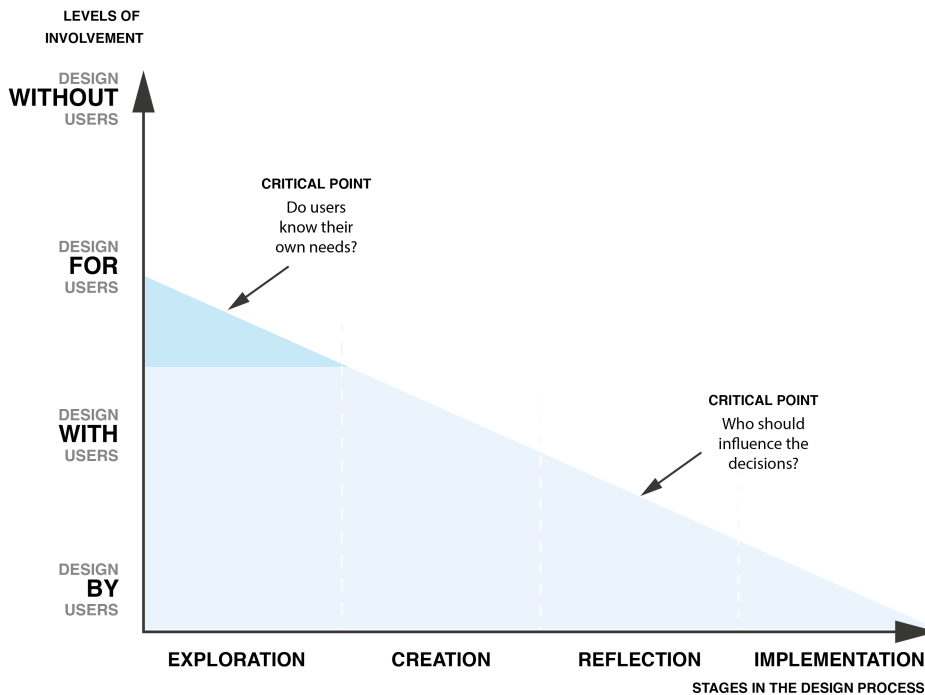 LEVELS OF
INVOLVEMENT
DESIGN
WITHOUT
USERS
CRITICAL POINT
Do users
know their
own needs?
DESIGN
FOR
USERS
CRITICAL POINT
Who should
influence the
decisions?
DESIGN
WITH
USERS
DESIGN
BY
USERS
EXPLORATION
CREATION
REFLECTION
IMPLEMENTATION
STAGES IN THE DESIGN PROCESS